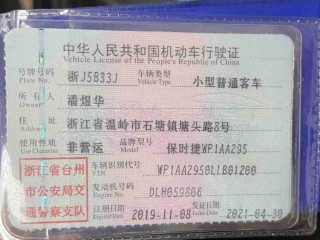 中华人民共和国机动车行驶证
Vehicle License of the People's Republic of China
号牌号码 浙J5B33J 车辆类型 小型普通客车
Plate No. Vehicle Type
所有人 潘煜华
Owner
住址 浙江省温岭市石塘镇塘头路8号
Address
使用性质 非营运 品牌型号 保时捷WP1AA295
浙江省台州 车辆识别代号 WP1AA2950LLB01200
市公安局交 发动机号码 DLH059806
通警察支队 注册日期 2019-11-08 发证日期 2021-04-30